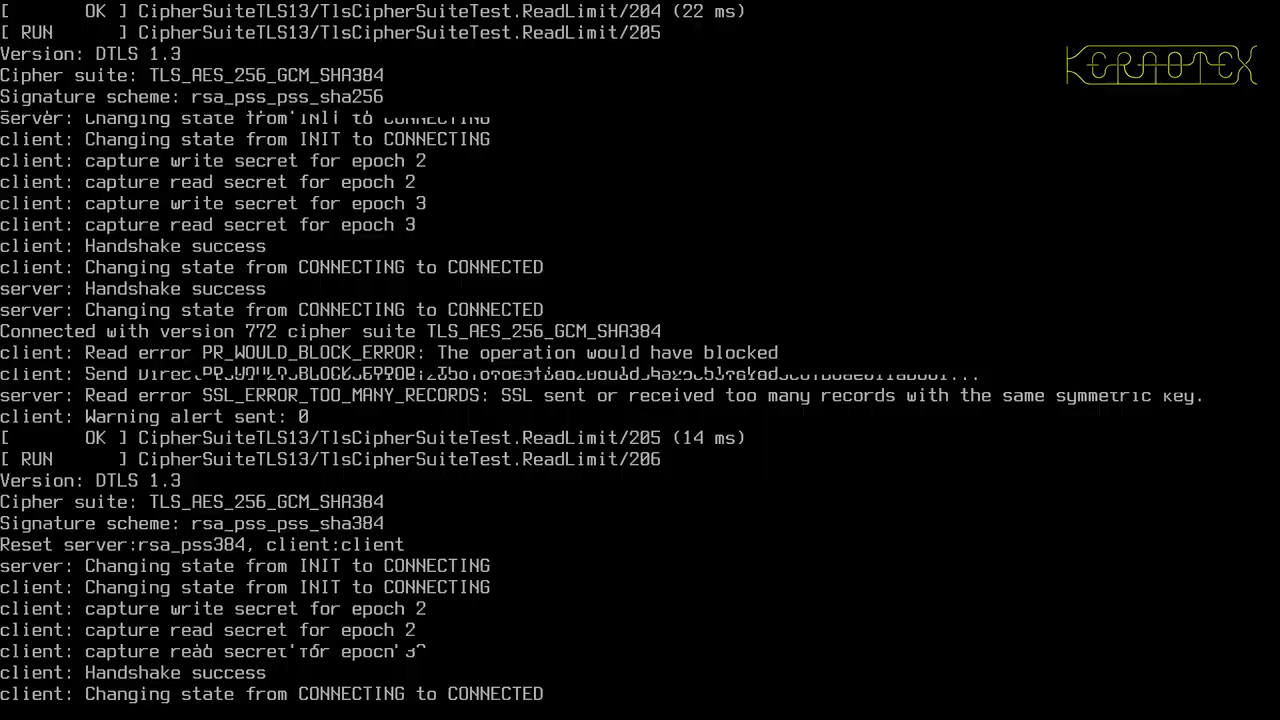 [       OK ] CipherSuiteTLS13/TlsCipherSuiteTest.ReadLimit/204 (22 ms)
[ RUN      ] CipherSuiteTLS13/TlsCipherSuiteTest.ReadLimit/205
Version: DTLS 1.3
KERAOTEX
Cipher suite: TLS_AES_256_GCM_SHA384
Signature scheme: rsa_pss_pss_sha256
server: Changing state from INIT to CONNECTING
client: Changing state from INIT to CONNECTING
client: capture write secret for epoch 2
client: capture read secret for epoch 2
client: capture write secret for epoch 3
client: capture read secret for epoch 3
client: Handshake success
client: Changing state from CONNECTING to CONNECTED
server: Handshake success
server: Changing state from CONNECTING to CONNECTED
Connected with version 772 cipher suite TLS_AES_256_GCM_SHA384
client: Read error PR_WOULD_BLOCK_ERROR: The operation would have blocked
client: Send Direct
server: Read error SSL_ERROR_TOO_MANY_RECORDS: SSL sent or received too many records with the same symmetric key.
client: Warning alert sent: 0
[       OK ] CipherSuiteTLS13/TlsCipherSuiteTest.ReadLimit/205 (14 ms)
[ RUN      ] CipherSuiteTLS13/TlsCipherSuiteTest.ReadLimit/206
Version: DTLS 1.3
Cipher suite: TLS_AES_256_GCM_SHA384
Signature scheme: rsa_pss_pss_sha384
Reset server:rsa_pss384, client:client
server: Changing state from INIT to CONNECTING
client: Changing state from INIT to CONNECTING
client: capture write secret for epoch 2
client: capture read secret for epoch 2
client: capture read secret for epoch 3
client: Handshake success
client: Changing state from CONNECTING to CONNECTED